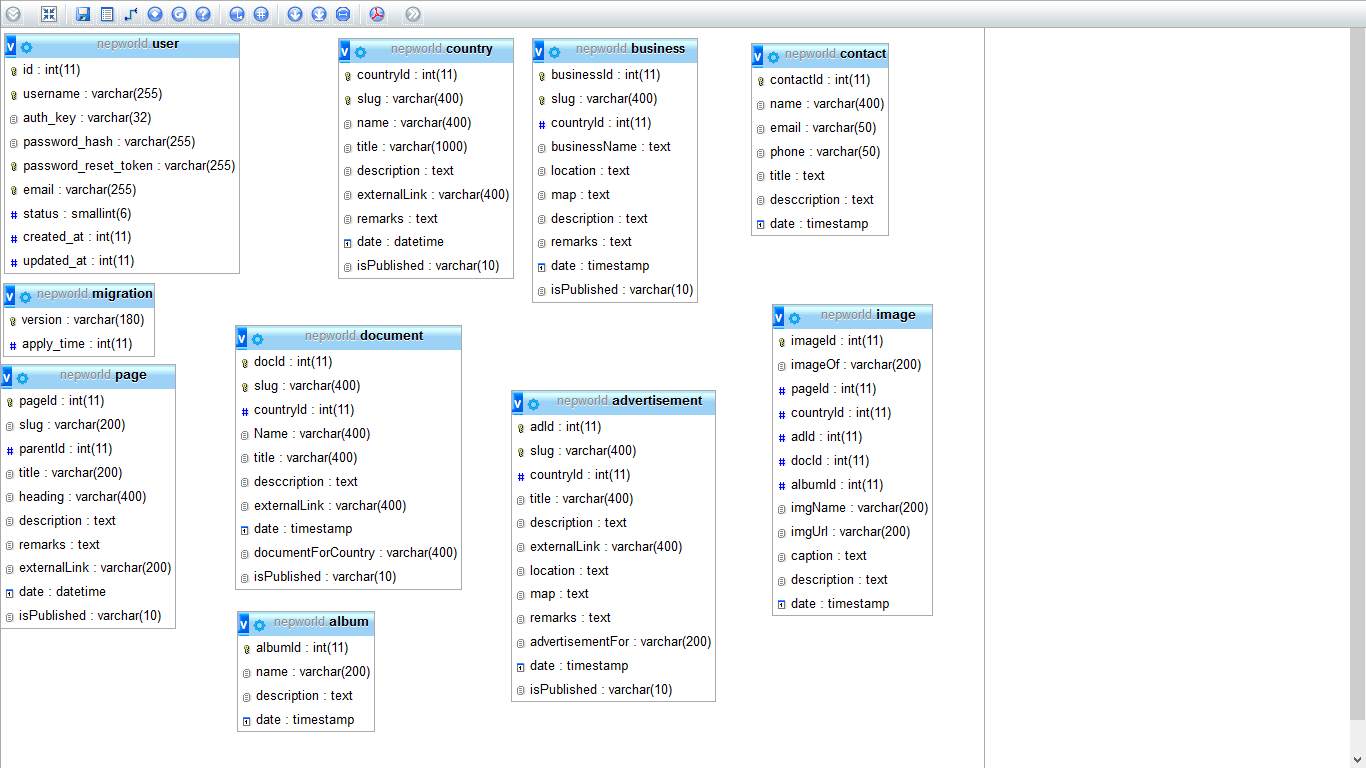 nepworld.user
id : int(11)
username : varchar(255)
auth_key : varchar(32)
password_hash : varchar(255)
password_reset_token : varchar(255)
email : varchar(255)
status : smallint(6)
created_at : int(11)
updated_at : int(11)
nepworld.migration
version : varchar(180)
apply_time : int(11)
nepworld.page
pageId : int(11)
slug : varchar(200)
parentId : int(11)
title : varchar(200)
heading : varchar(400)
description : text
remarks : text
externalLink : varchar(200)
date : datetime
isPublished : varchar(10)
nepworld.country
countryId : int(11)
slug : varchar(400)
name : varchar(400)
title : varchar(1000)
description : text
externalLink : varchar(400)
remarks : text
date : datetime
isPublished : varchar(10)
nepworld.document
docId : int(11)
slug : varchar(400)
countryId : int(11)
Name : varchar(400)
title : varchar(400)
desccription : text
externalLink : varchar(400)
date : timestamp
documentForCountry : varchar(400)
isPublished : varchar(10)
nepworld.album
albumId : int(11)
name : varchar(200)
description : text
date : timestamp
nepworld.business
businessId : int(11)
slug : varchar(400)
countryId : int(11)
businessName : text
location : text
map : text
description : text
remarks : text
date : timestamp
isPublished : varchar(10)
nepworld.advertisement
adId : int(11)
slug : varchar(400)
countryId : int(11)
title : varchar(400)
description : text
externalLink : varchar(400)
location : text
map : text
remarks : text
advertisementFor : varchar(200)
date : timestamp
isPublished : varchar(10)
nepworld.contact
contactId : int(11)
name : varchar(400)
email : varchar(50)
phone : varchar(50)
title : text
desccription : text
date : timestamp
nepworld.image
imageId : int(11)
imageOf : varchar(200)
pageId : int(11)
countryId : int(11)
adId : int(11)
docId : int(11)
albumId : int(11)
imgName : varchar(200)
imgUrl : varchar(200)
caption : text
description : text
date : timestamp